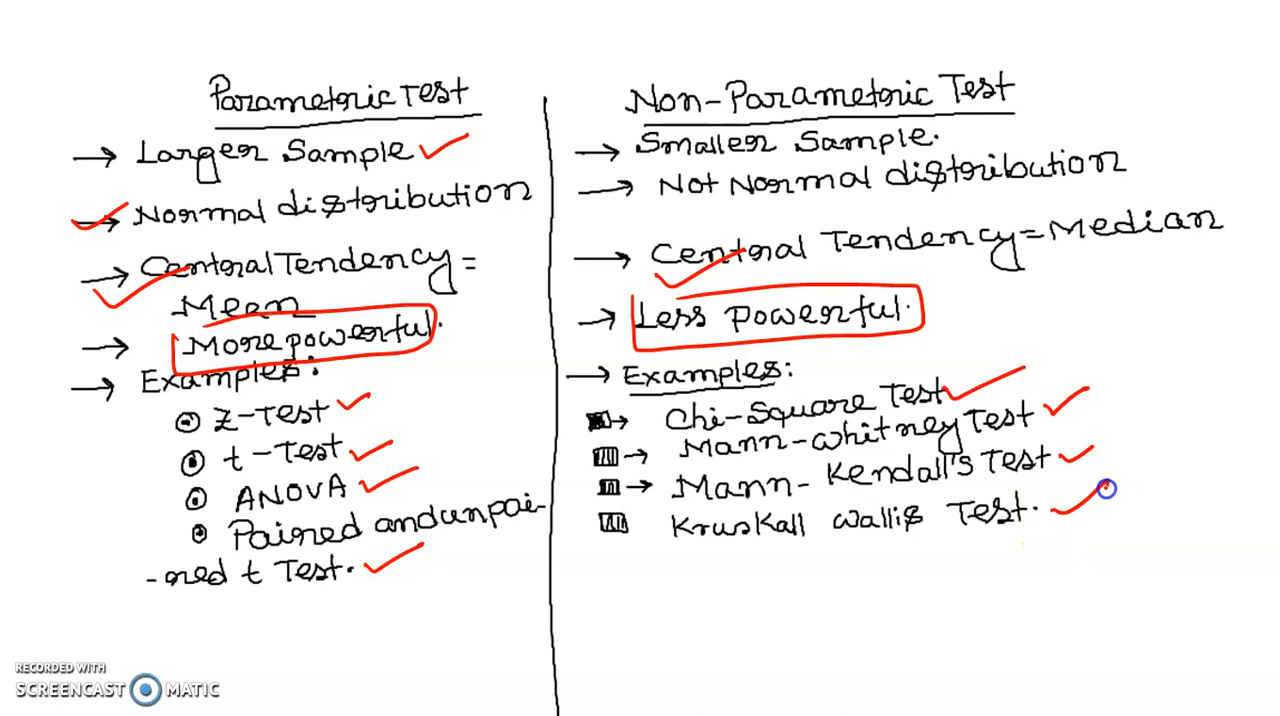 Parametric Test
→ Larger Sample
→ Normal distribution
→ Central Tendency =
Mean
→ More powerful.
→ Examples:
Z-Test
t-Test
ANOVA
Paired and unpai-
-red t Test.
Non-Parametric Test
→ Smaller Sample.
→ Not Normal distribution
→ Central Tendency = Median
→ Less powerful.
→ Examples:
→ Chi-Square Test
→ Mann-Whitney Test
→ Mann-Kendall's Test
Kruskall Wallis Test.
RECORDED WITH
SCREENCAST MATIC